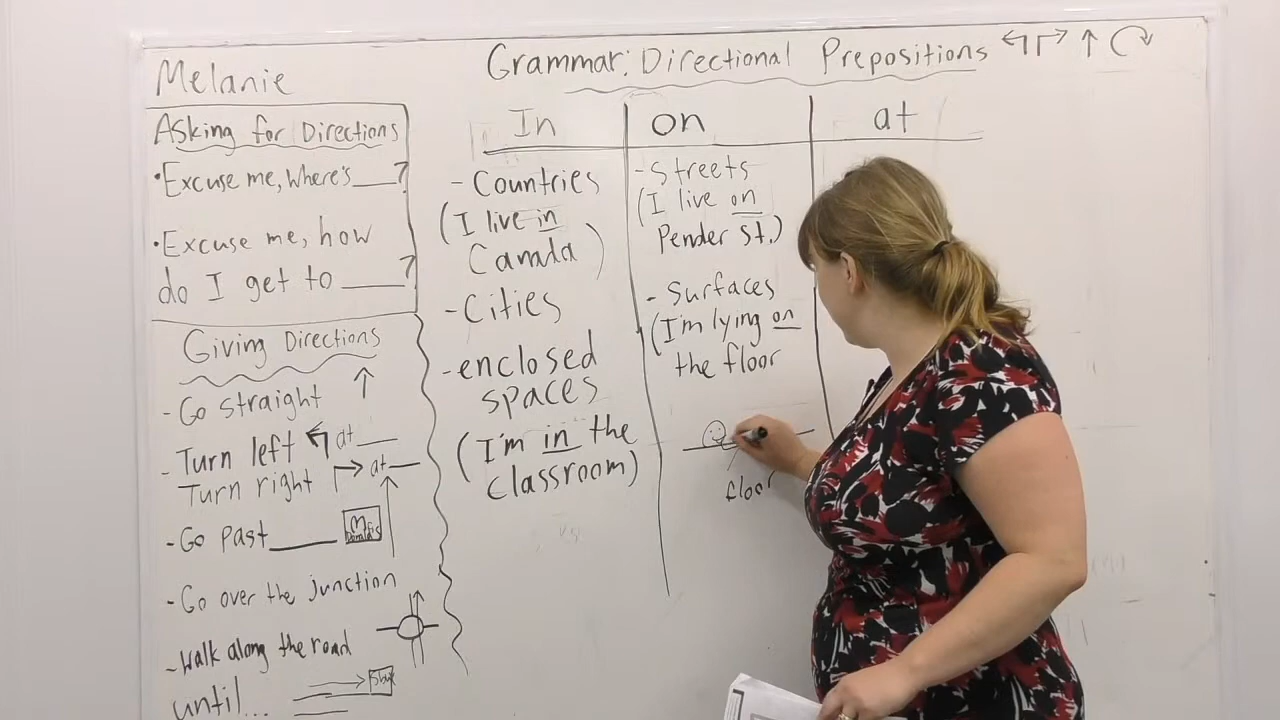 Melanie
Grammar: Directional Prepositions
Asking for Directions
• Excuse me, where's ____?
• Excuse me, how
do I get to ____?
Giving Directions
- Go straight
- Turn left at ___
Turn right at ___
- Go past ____
- Go over the junction
- Walk along the road
until...
In
- Countries
(I live in
Canada)
- Cities
- enclosed
spaces
(I'm in the
classroom)
on
- Streets
(I live on
Pender St.)
- Surfaces
(I'm lying on
the floor
floor
at